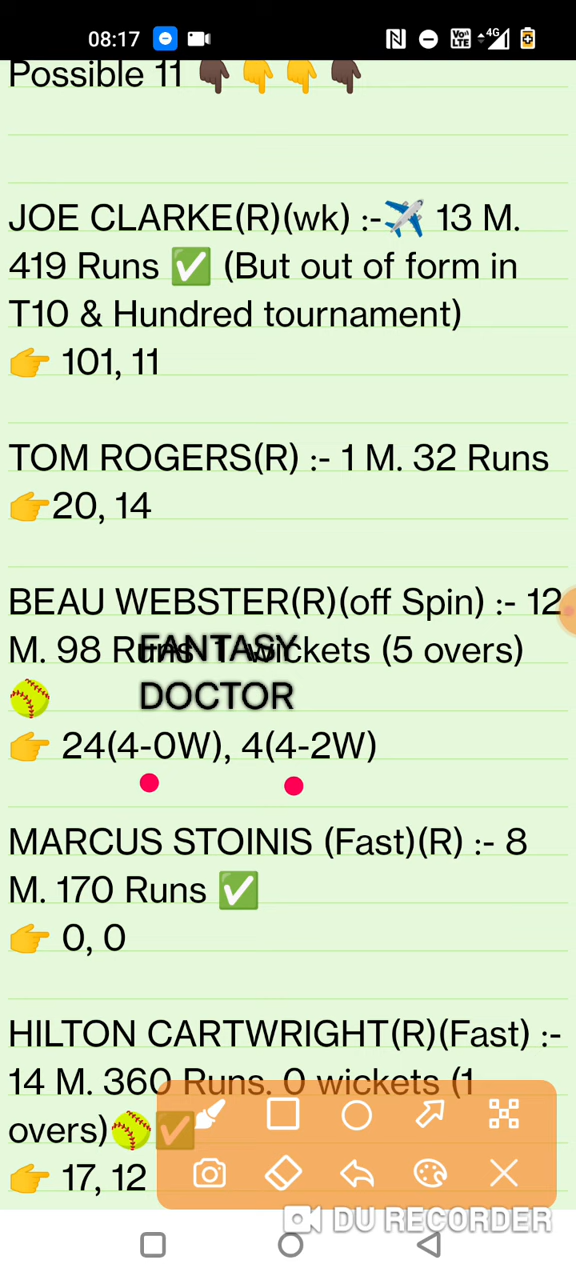 08:17
Vo)) LTE 4G
Possible 11 👇🏿👇👇👇🏿
JOE CLARKE(R)(wk) :-✈️ 13 M.
419 Runs ✅ (But out of form in
T10 & Hundred tournament)
👉 101, 11
TOM ROGERS(R) :- 1 M. 32 Runs
👉20, 14
BEAU WEBSTER(R)(off Spin) :- 12
M. 98 Runs 1 wickets (5 overs)
🥎
FANTASY
DOCTOR
👉 24(4-0W), 4(4-2W)
MARCUS STOINIS (Fast)(R) :- 8
M. 170 Runs ✅
👉 0, 0
HILTON CARTWRIGHT(R)(Fast) :-
14 M. 360 Runs. 0 wickets (1
overs)🥎✅
👉 17, 12
DU RECORDER